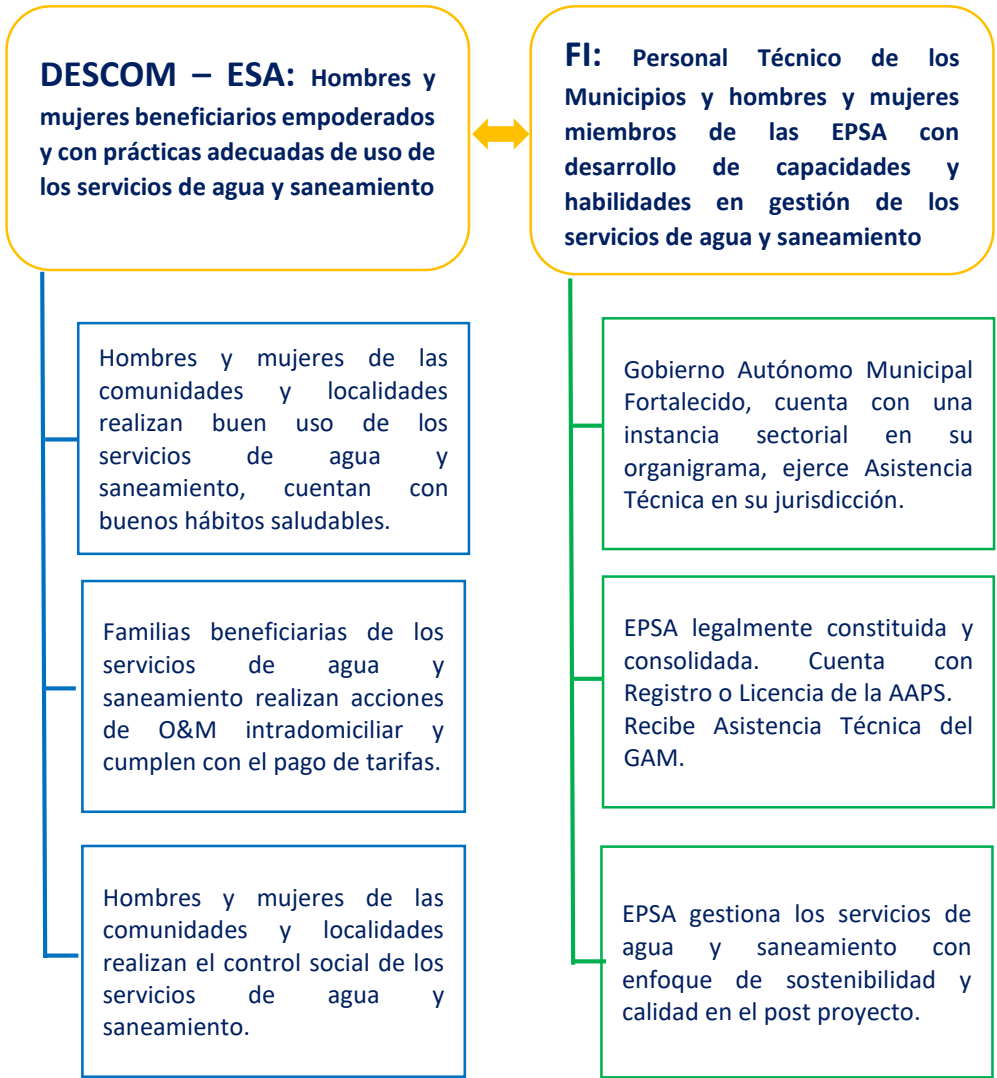 DESCOM – ESA: Hombres y
mujeres beneficiarios empoderados
y con prácticas adecuadas de uso de
los servicios de agua y saneamiento
FI: Personal Técnico de los
Municipios y hombres y mujeres
miembros de las EPSA con
desarrollo de capacidades y
habilidades en gestión de los
servicios de agua y saneamiento
Hombres y mujeres de las
comunidades y localidades
realizan buen uso de los
servicios de agua y
saneamiento, cuentan con
buenos hábitos saludables.
Familias beneficiarias de los
servicios de agua y
saneamiento realizan acciones
de O&M intradomiciliar y
cumplen con el pago de tarifas.
Hombres y mujeres de las
comunidades y localidades
realizan el control social de los
servicios de agua y
saneamiento.
Gobierno Autónomo Municipal
Fortalecido, cuenta con una
instancia sectorial en su
organigrama, ejerce Asistencia
Técnica en su jurisdicción.
EPSA legalmente constituida y
consolidada. Cuenta con
Registro o Licencia de la AAPS.
Recibe Asistencia Técnica del
GAM.
EPSA gestiona los servicios de
agua y saneamiento con
enfoque de sostenibilidad y
calidad en el post proyecto.